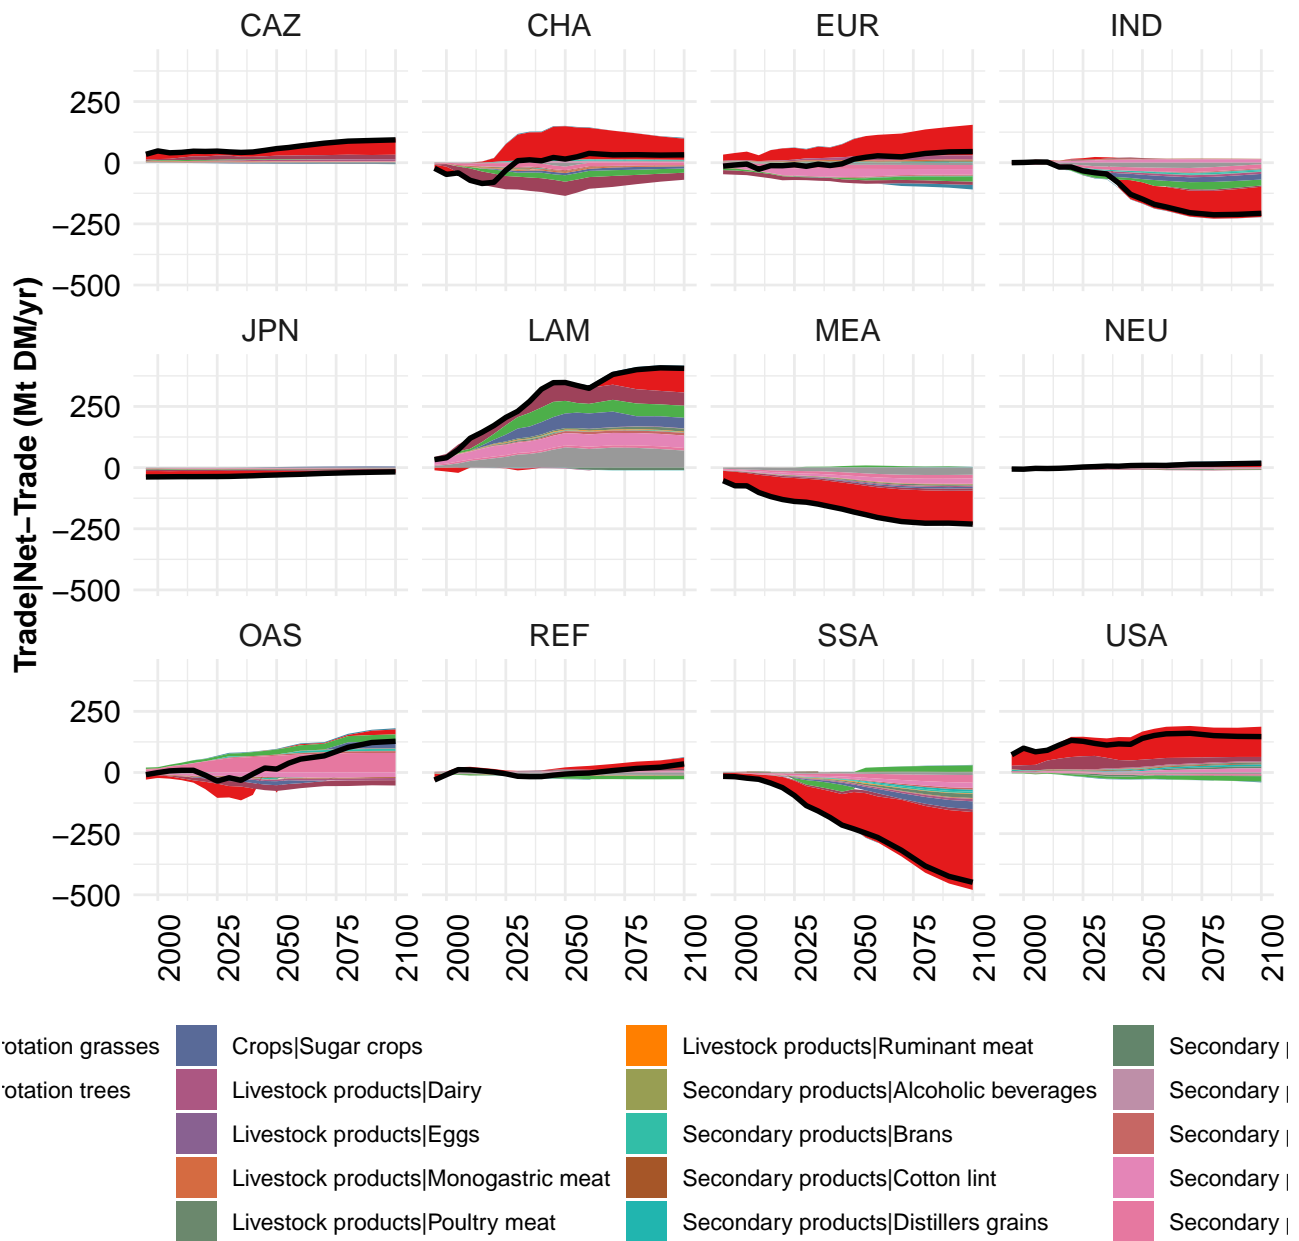 CAZ CHA EUR IND
250
0
−250
−500
JPN LAM MEA NEU
250
0
−250
−500
OAS REF SSA USA
250
0
−250
−500
Trade|Net−Trade (Mt DM/yr)
2000 2025 2050 2075 2100 2000 2025 2050 2075 2100 2000 2025 2050 2075 2100 2000 2025 2050 2075 2100
rotation grasses Crops|Sugar crops Livestock products|Ruminant meat Secondary
rotation trees Livestock products|Dairy Secondary products|Alcoholic beverages Secondary
Livestock products|Eggs Secondary products|Brans Secondary
Livestock products|Monogastric meat Secondary products|Cotton lint Secondary
Livestock products|Poultry meat Secondary products|Distillers grains Secondary